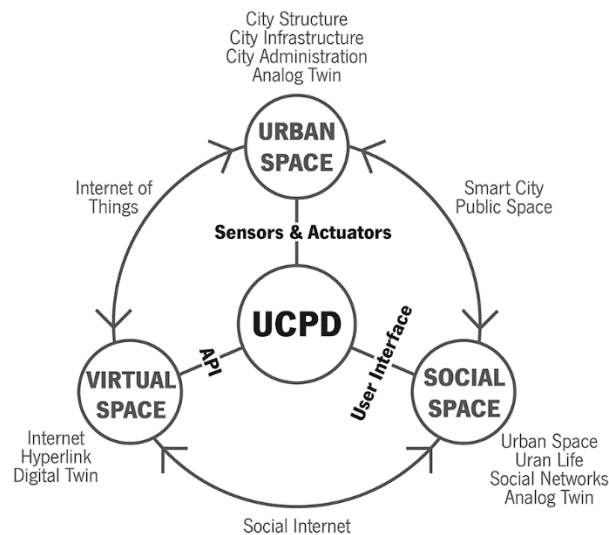 City Structure
City Infrastructure
City Administration
Analog Twin
URBAN
SPACE
Internet of
Things
Smart City
Public Space
Sensors & Actuators
UCPD
API
User Interface
VIRTUAL
SPACE
SOCIAL
SPACE
Internet
Hyperlink
Digital Twin
Urban Space
Uran Life
Social Networks
Analog Twin
Social Internet